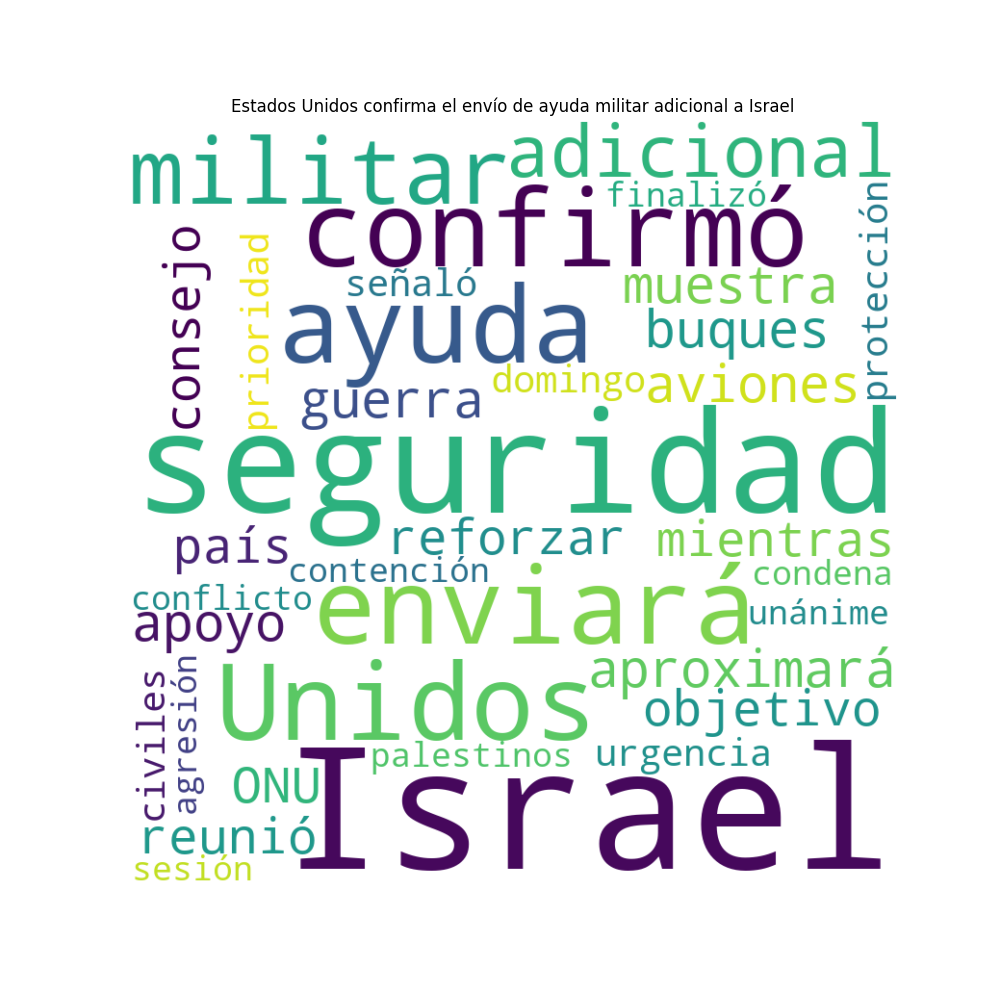 Estados Unidos confirma el envío de ayuda militar adicional a Israel
militar
adicional
finalizó
confirmó
protección
consejo
prioridad
señaló
muestra
ayuda
buques
domingo
aviones
guerra
seguridad
reforzar
mientras
país
contención
condena
conflicto
enviará
unánime
apoyo
aproximará
Unidos
civiles
agresión
objetivo
palestinos
urgencia
ONU
Israel
reunió
sesión